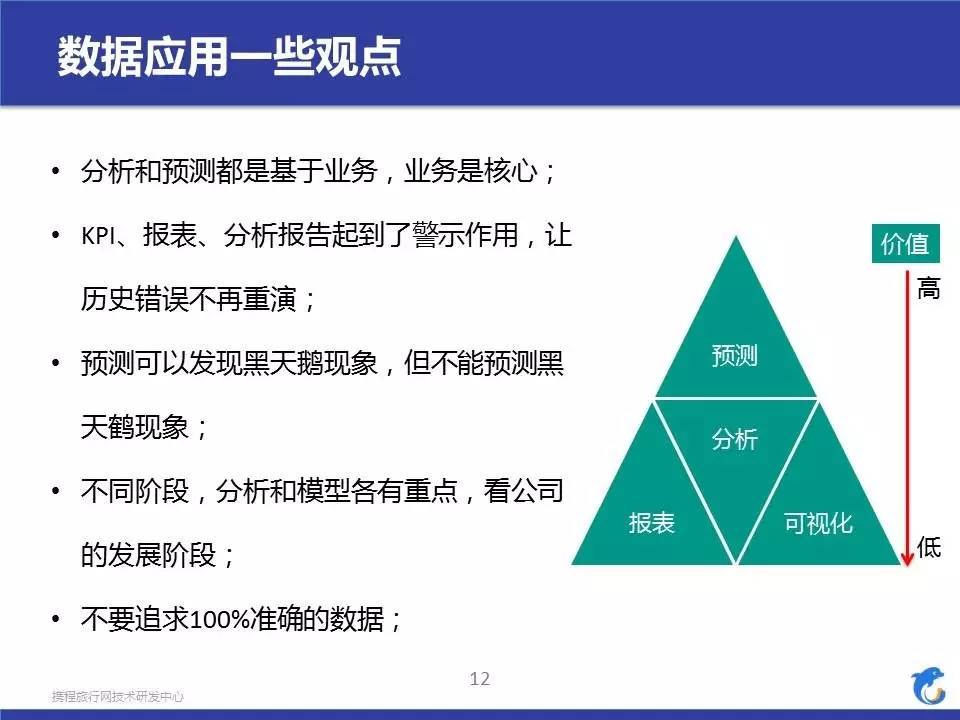 数据应用一些观点
• 分析和预测都是基于业务，业务是核心；
• KPI、报表、分析报告起到了警示作用，让
历史错误不再重演；
• 预测可以发现黑天鹅现象，但不能预测黑
天鹤现象；
• 不同阶段，分析和模型各有重点，看公司
的发展阶段；
• 不要追求100%准确的数据；
价值
高
预测
分析
报表
可视化
低
12
携程旅行网技术研发中心